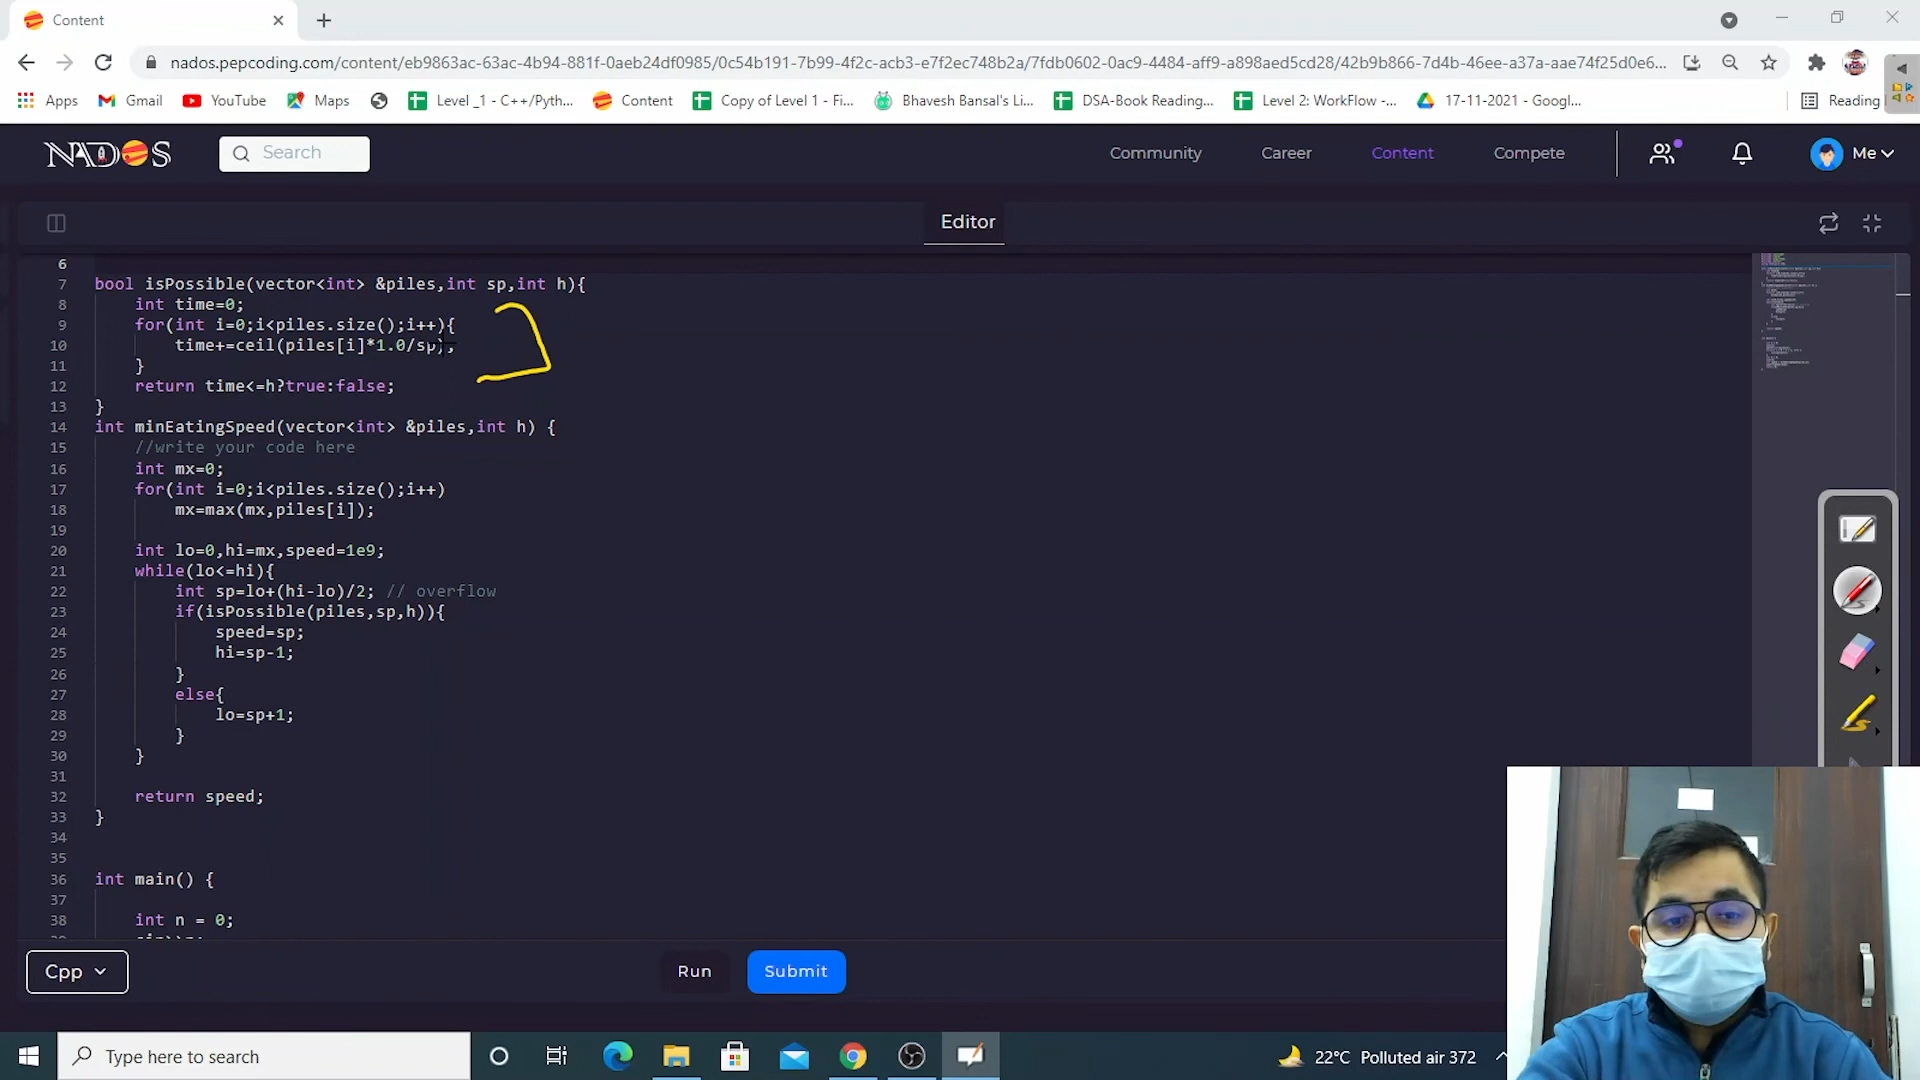 Content
nados.pepcoding.com/content/eb9863ac-63ac-4b94-881f-0aeb24df0985/0c54b191-7b99-4f2c-acb3-e7f2ec748b2a/7fdb0602-0ac9-4484-aff9-a898aed5cd28/42b9b866-7d4b-46ee-a37a-aae74f25d0e6...
Apps Gmail YouTube Maps Level _1 - C++/Pyth... Content Copy of Level 1 - Fi... Bhavesh Bansal's Li... DSA-Book Reading... Level 2: WorkFlow -... 17-11-2021 - Googl... Reading
NADOS Search Community Career Content Compete Me
Editor
6
7 bool isPossible(vector<int> &piles,int sp,int h){
8 int time=0;
9 for(int i=0;i<piles.size();i++){
10 time+=ceil(piles[i]*1.0/sp);
11 }
12 return time<=h?true:false;
13 }
14 int minEatingSpeed(vector<int> &piles,int h) {
15 //write your code here
16 int mx=0;
17 for(int i=0;i<piles.size();i++)
18 mx=max(mx,piles[i]);
19
20 int lo=0,hi=mx,speed=1e9;
21 while(lo<=hi){
22 int sp=lo+(hi-lo)/2; // overflow
23 if(isPossible(piles,sp,h)){
24 speed=sp;
25 hi=sp-1;
26 }
27 else{
28 lo=sp+1;
29 }
30 }
31
32 return speed;
33 }
34
35
36 int main() {
37
38 int n = 0;
Cpp Run Submit
Type here to search 22°C Polluted air 372